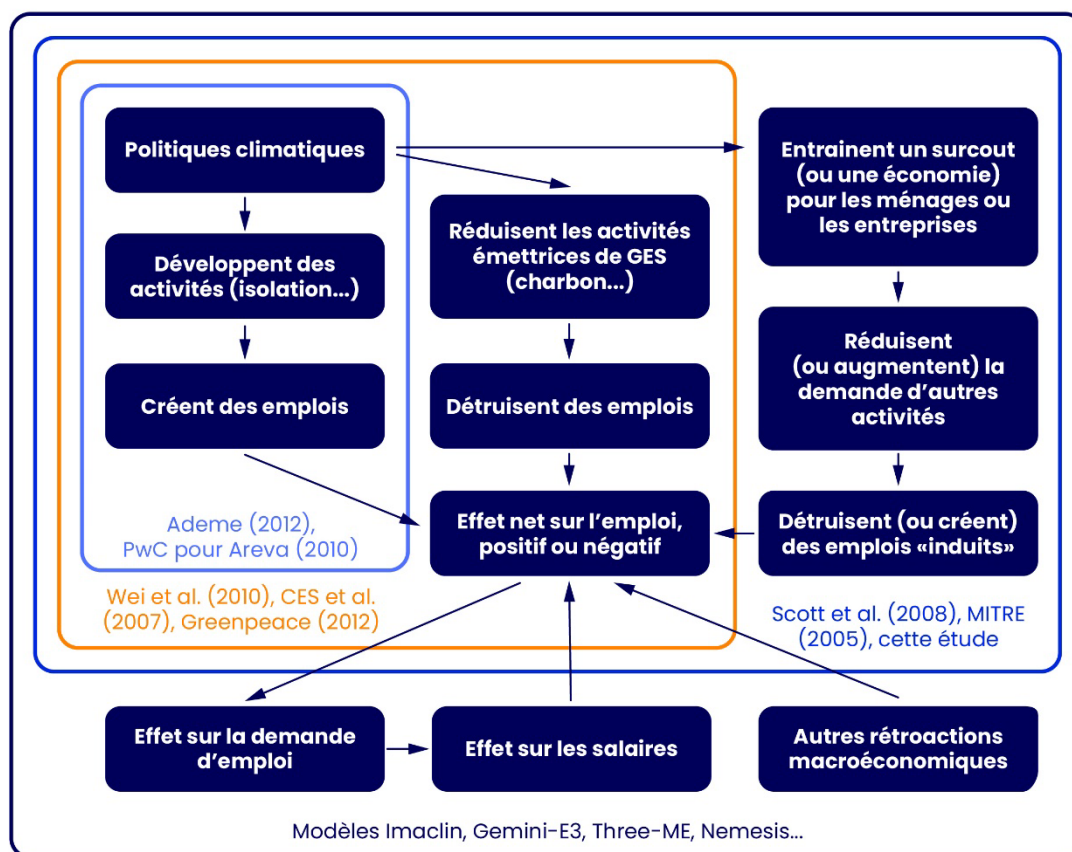 Politiques climatiques
Développent des
activités (isolation...)
Créent des emplois
Ademe (2012),
PwC pour Areva (2010)
Réduisent les activités
émettrices de GES
(charbon...)
Détruisent des emplois
Effet net sur l'emploi,
positif ou négatif
Wei et al. (2010), CES et al.
(2007), Greenpeace (2012)
Entrainent un surcout
(ou une économie)
pour les ménages ou
les entreprises
Réduisent
(ou augmentent) la
demande d'autres
activités
Détruisent (ou créent)
des emplois «induits»
Scott et al. (2008), MITRE
(2005), cette étude
Effet sur la demande
d'emploi
Effet sur les salaires
Autres rétroactions
macroéconomiques
Modèles Imaclin, Gemini-E3, Three-ME, Nemesis...